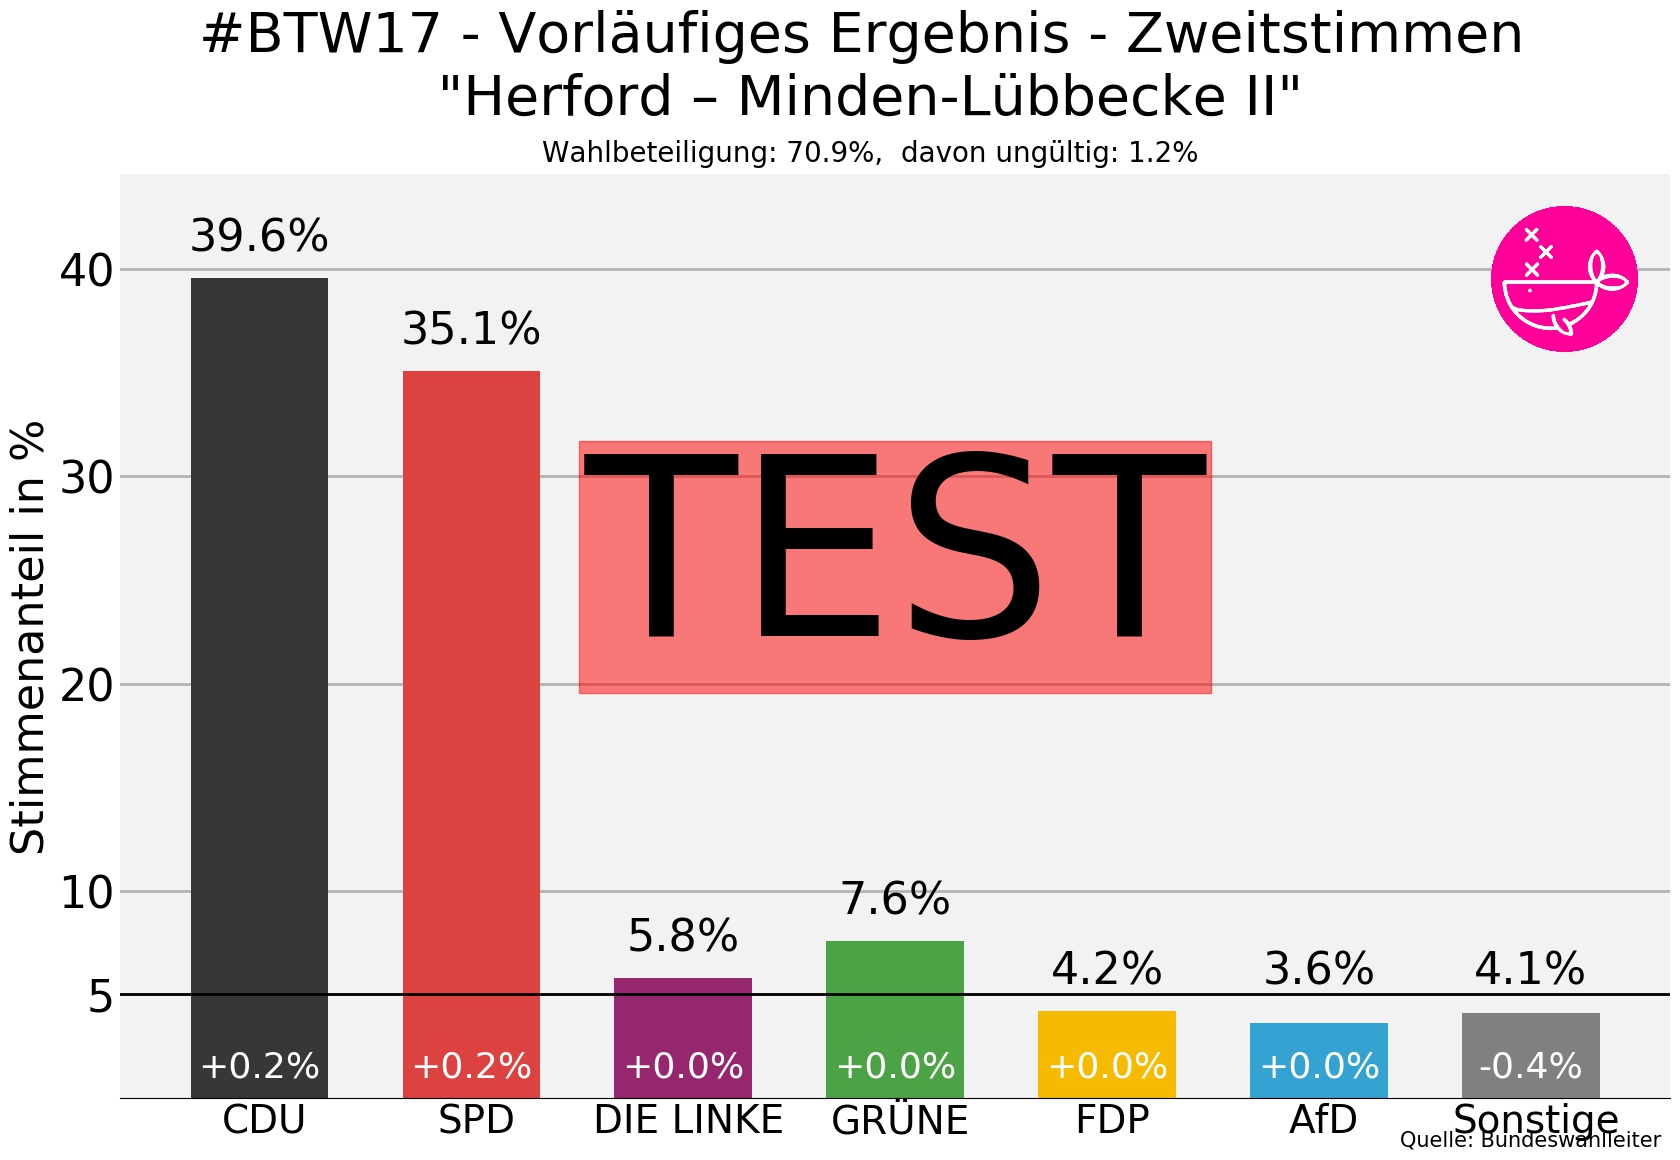 #BTW17 - Vorläufiges Ergebnis - Zweitstimmen
"Herford – Minden-Lübbecke II"
Wahlbeteiligung: 70.9%,  davon ungültig: 1.2%
Stimmenanteil in %
40
30
20
10
5
39.6%
35.1%
5.8%
7.6%
4.2%
3.6%
4.1%
TEST
+0.2%
+0.2%
+0.0%
+0.0%
+0.0%
+0.0%
-0.4%
CDU
SPD
DIE LINKE
GRÜNE
FDP
AfD
Sonstige
Quelle: Bundeswahlleiter